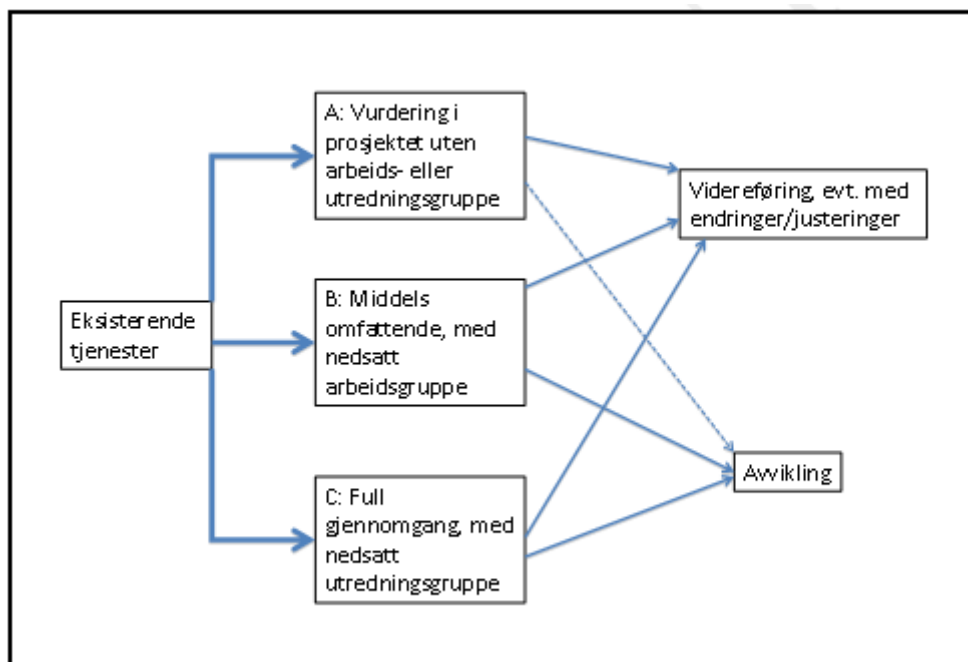 Eksisterende
tjenester
A: Vurdering i
prosjektet uten
arbeids- eller
utredningsgruppe
B: Middels
omfattende, med
nedsatt
arbeidsgruppe
C: Full
gjennomgang, med
nedsatt
utredningsgruppe
Videreføring, evt. med
endringer/justeringer
Avvikling